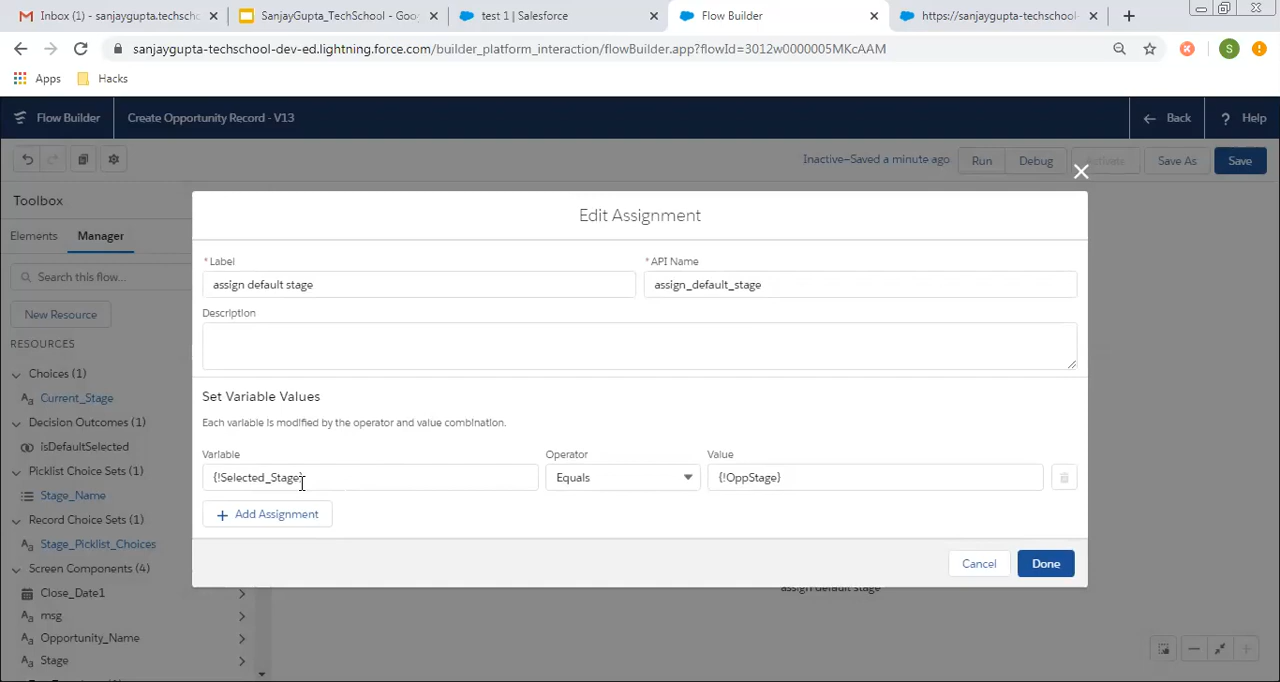 Inbox (1) - sanjaygupta.techscho
SanjayGupta_TechSchool - Goo
test 1 | Salesforce
Flow Builder
https://sanjaygupta-techschool-
sanjaygupta-techschool-dev-ed.lightning.force.com/builder_platform_interaction/flowBuilder.app?flowId=3012w0000005MKcAAM
S
Apps
Hacks
Flow Builder
Create Opportunity Record - V13
Back
? Help
Inactive–Saved a minute ago
Run
Debug
Activate
Save As
Save
Toolbox
Elements
Manager
Search this flow...
New Resource
RESOURCES
Choices (1)
Current_Stage
Decision Outcomes (1)
isDefaultSelected
Picklist Choice Sets (1)
Stage_Name
Record Choice Sets (1)
Stage_Picklist_Choices
Screen Components (4)
Close_Date1
msg
Opportunity_Name
Stage
Edit Assignment
* Label
* API Name
assign default stage
assign_default_stage
Description
Set Variable Values
Each variable is modified by the operator and value combination.
Variable
Operator
Value
{!Selected_Stage}
Equals
{!OppStage}
+ Add Assignment
Cancel
Done
assign default stage